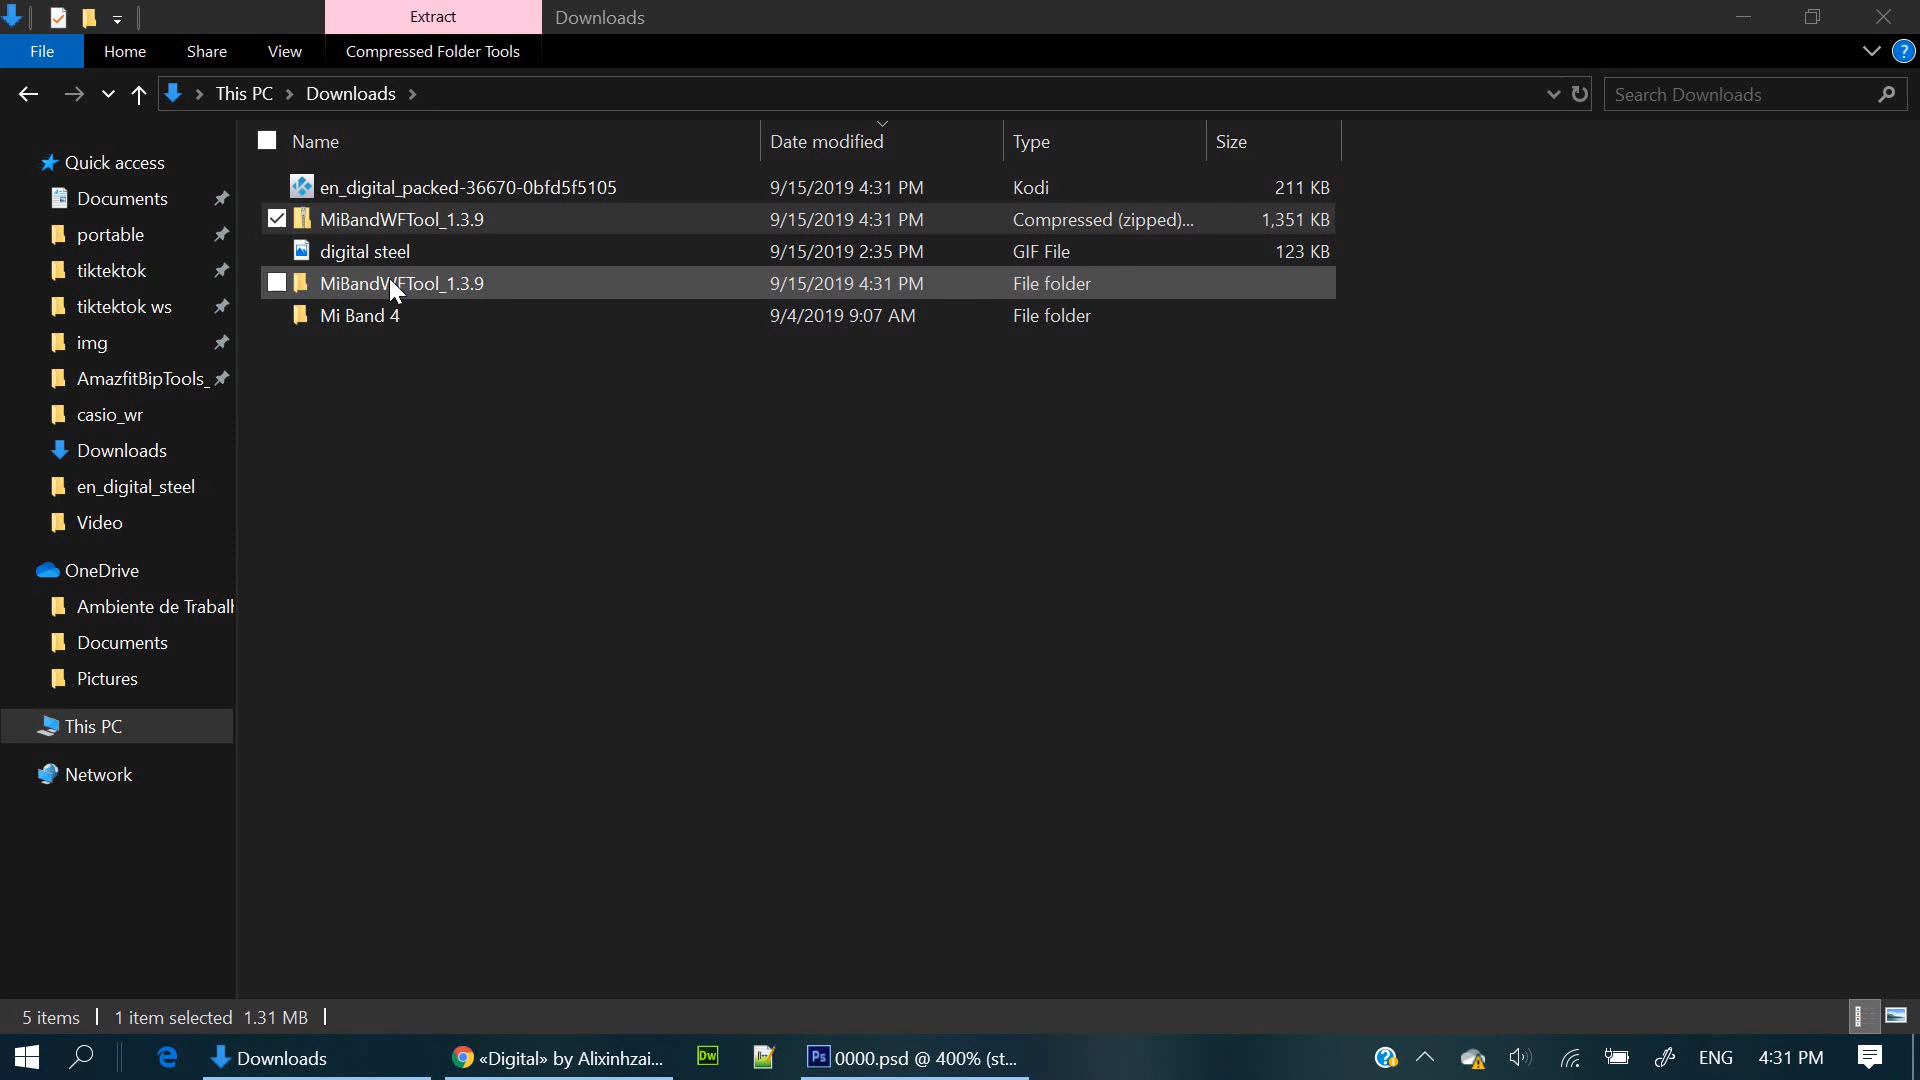 Extract Downloads
File Home Share View Compressed Folder Tools ?
This PC Downloads Search Downloads
Name Date modified Type Size
Quick access
Documents
portable
tiktektok
tiktektok ws
img
AmazfitBipTools_
casio_wr
Downloads
en_digital_steel
Video
OneDrive
Ambiente de Trabalh
Documents
Pictures
This PC
Network
en_digital_packed-36670-0bfd5f5105 9/15/2019 4:31 PM Kodi 211 KB
MiBandWFTool_1.3.9 9/15/2019 4:31 PM Compressed (zipped)... 1,351 KB
digital steel 9/15/2019 2:35 PM GIF File 123 KB
MiBandWFTool_1.3.9 9/15/2019 4:31 PM File folder
Mi Band 4 9/4/2019 9:07 AM File folder
5 items 1 item selected 1.31 MB
Downloads «Digital» by Alixinhzai... Dw Ps 0000.psd @ 400% (st... ? ENG 4:31 PM